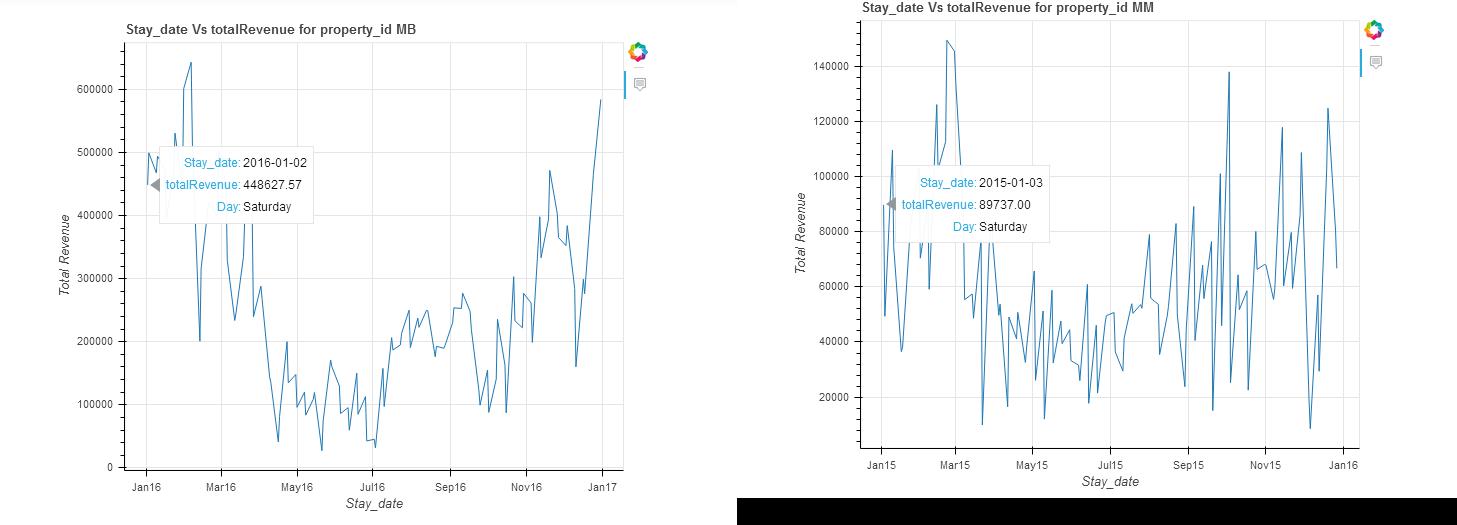 Stay_date Vs totalRevenue for property_id MB
600000
500000
400000
300000
200000
100000
0
Total Revenue
Stay_date: 2016-01-02
totalRevenue: 448627.57
Day: Saturday
Jan16 Mar16 May16 Jul16 Sep16 Nov16 Jan17
Stay_date
Stay_date Vs totalRevenue for property_id MM
140000
120000
100000
80000
60000
40000
20000
Total Revenue
Stay_date: 2015-01-03
totalRevenue: 89737.00
Day: Saturday
Jan15 Mar15 May15 Jul15 Sep15 Nov15 Jan16
Stay_date